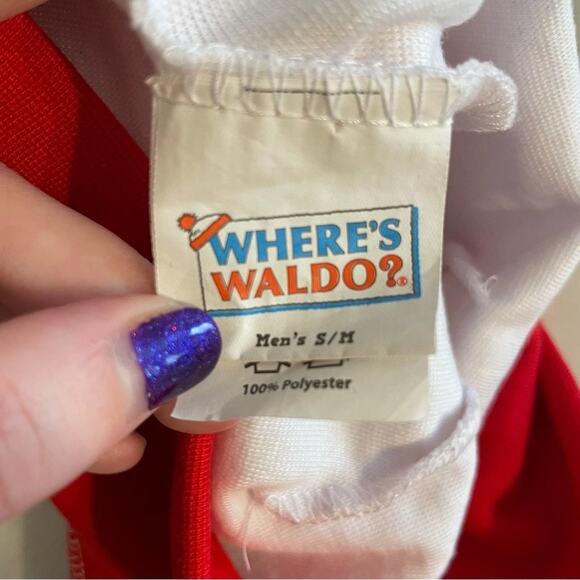 WHERE'S
WALDO?
Men's S/M
100% Polyester